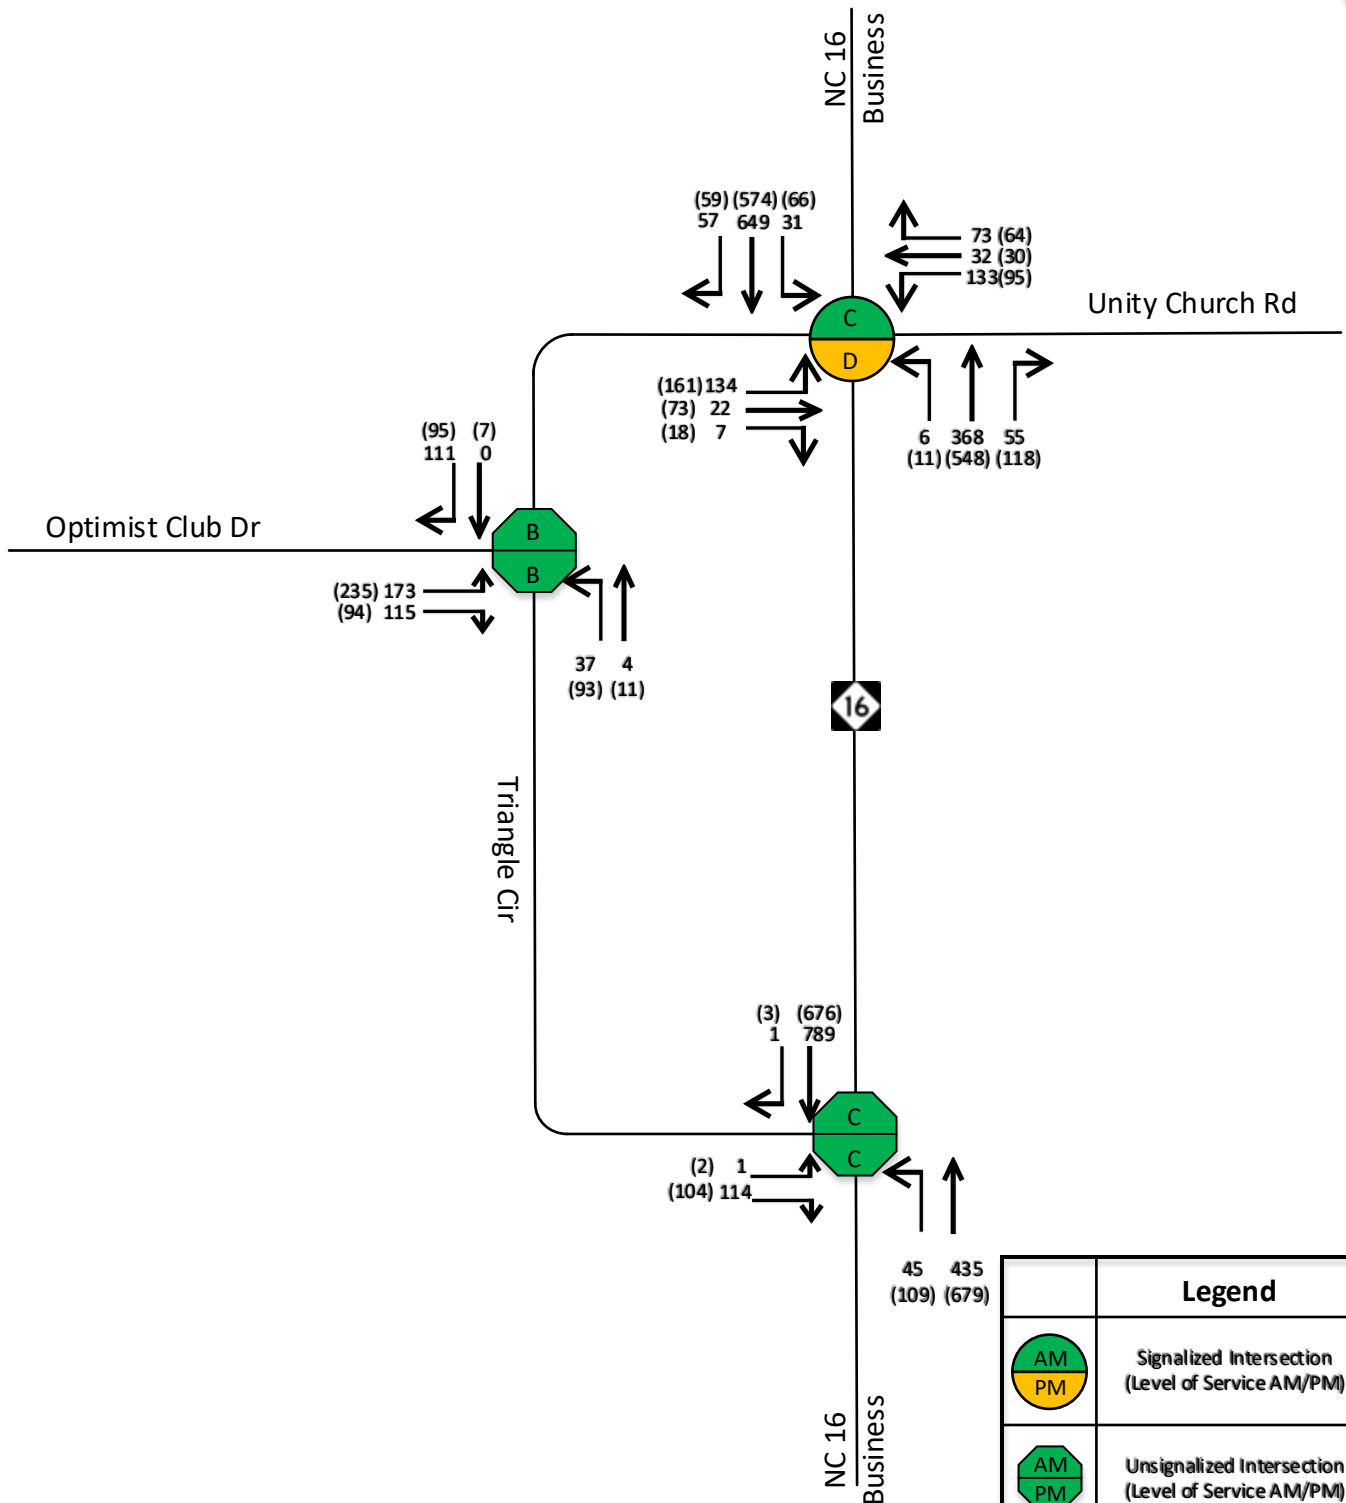 NC 16
Business
(59) (574) (66)
57 649 31
73 (64)
32 (30)
133(95)
Unity Church Rd
C
D
(161) 134
(73) 22
(18) 7
6 368 55
(11) (548) (118)
(95) (7)
111 0
Optimist Club Dr
B
B
(235) 173
(94) 115
37 4
(93) (11)
16
Triangle Cir
(3) (676)
1 789
C
C
(2) 1
(104) 114
45 435
(109) (679)
NC 16
Business
Legend
AM
PM
Signalized Intersection
(Level of Service AM/PM)
AM
PM
Unsignalized Intersection
(Level of Service AM/PM)